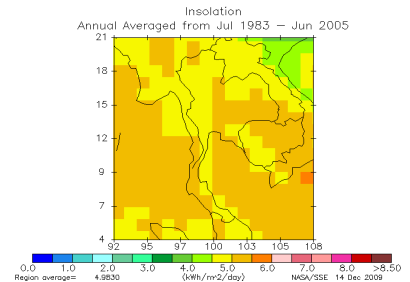 Insolation
Annual Averaged from Jul 1983 - Jun 2005
21
18
15
12
9
7
4
92 95 97 100 103 105 108
0.0 1.0 2.0 3.0 4.0 5.0 6.0 7.0 8.0 >8.50
Region average= 4.9830 (kWh/m^2/day) NASA/SSE 14 Dec 2009